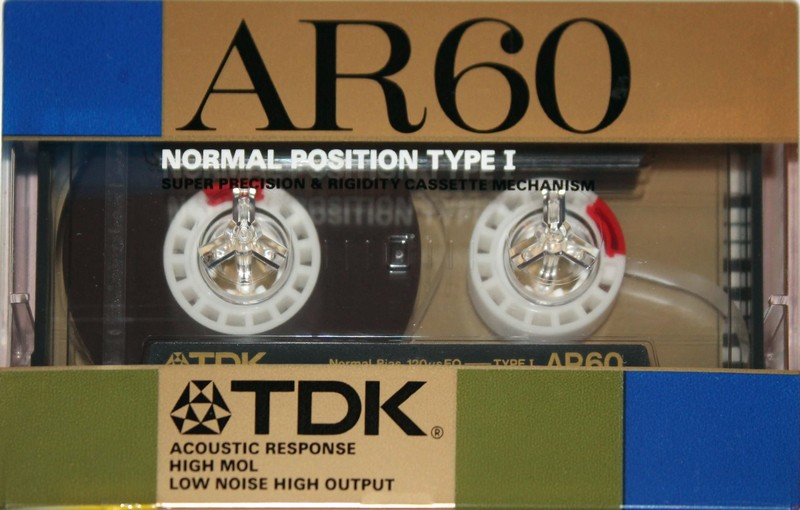 AR60
NORMAL POSITION TYPE I
SUPER PRECISION & RIGIDITY CASSETTE MECHANISM
TDK Normal Bias 120µs EQ TYPE I AR60
TDK®
ACOUSTIC RESPONSE
HIGH MOL
LOW NOISE HIGH OUTPUT